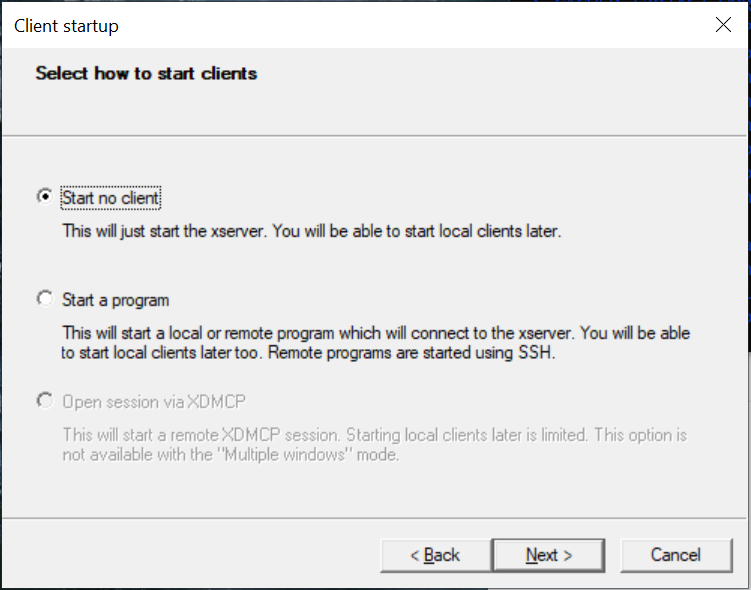 Client startup
Select how to start clients
Start no client
This will just start the xserver. You will be able to start local clients later.
Start a program
This will start a local or remote program which will connect to the xserver. You will be able
to start local clients later too. Remote programs are started using SSH.
Open session via XDMCP
This will start a remote XDMCP session. Starting local clients later is limited. This option is
not available with the "Multiple windows" mode.
< Back Next > Cancel